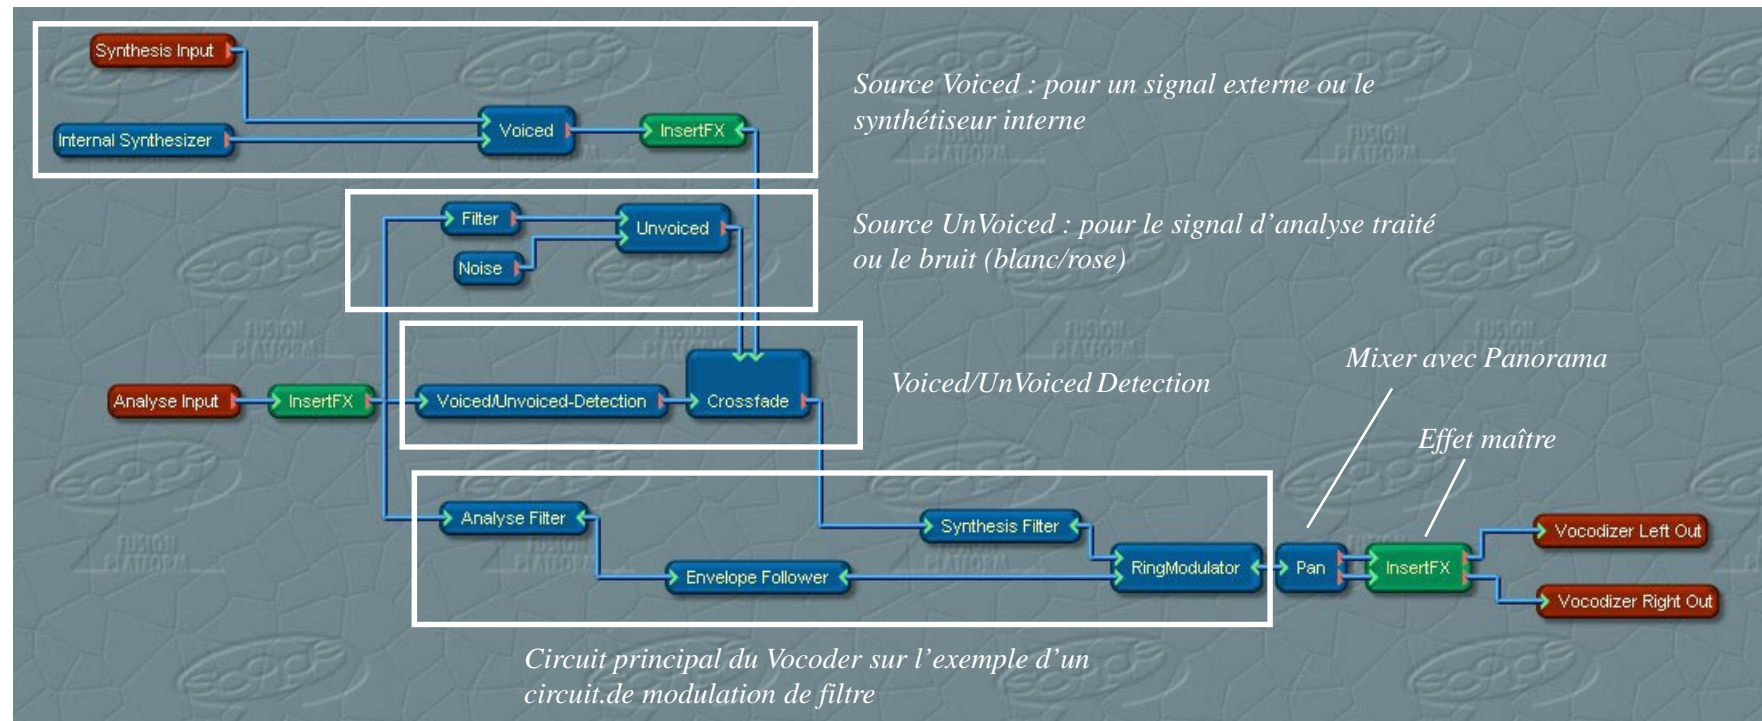 Synthesis Input
Internal Synthesizer
Voiced
InsertFX
Source Voiced : pour un signal externe ou le
synthétiseur interne
Filter
Noise
Unvoiced
Source UnVoiced : pour le signal d'analyse traité
ou le bruit (blanc/rose)
Analyse Input
InsertFX
Voiced/Unvoiced-Detection
Crossfade
Voiced/UnVoiced Detection
Mixer avec Panorama
Effet maître
Analyse Filter
Envelope Follower
Synthesis Filter
RingModulator
Pan
InsertFX
Vocodizer Left Out
Vocodizer Right Out
Circuit principal du Vocoder sur l'exemple d'un
circuit.de modulation de filtre
SCOPE
FUSION
PLATFORM